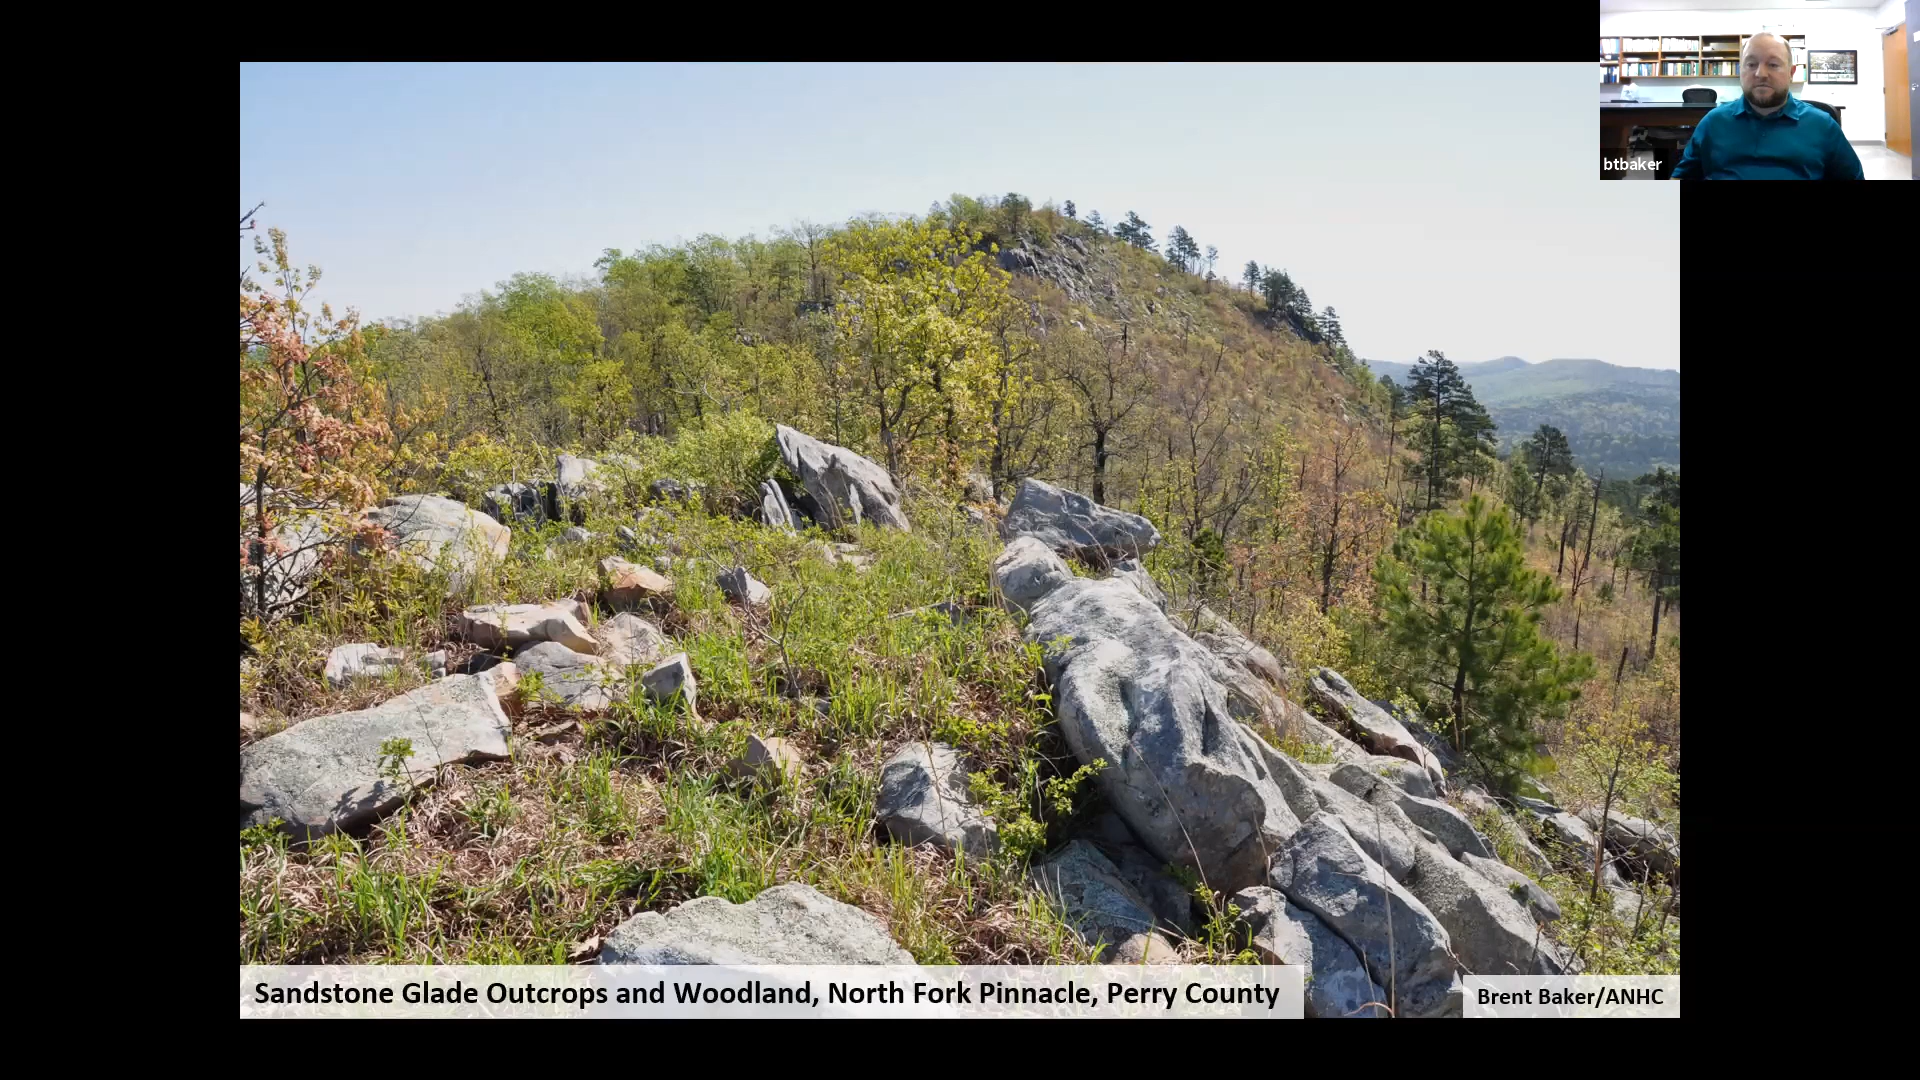 btbaker
Sandstone Glade Outcrops and Woodland, North Fork Pinnacle, Perry County
Brent Baker/ANHC